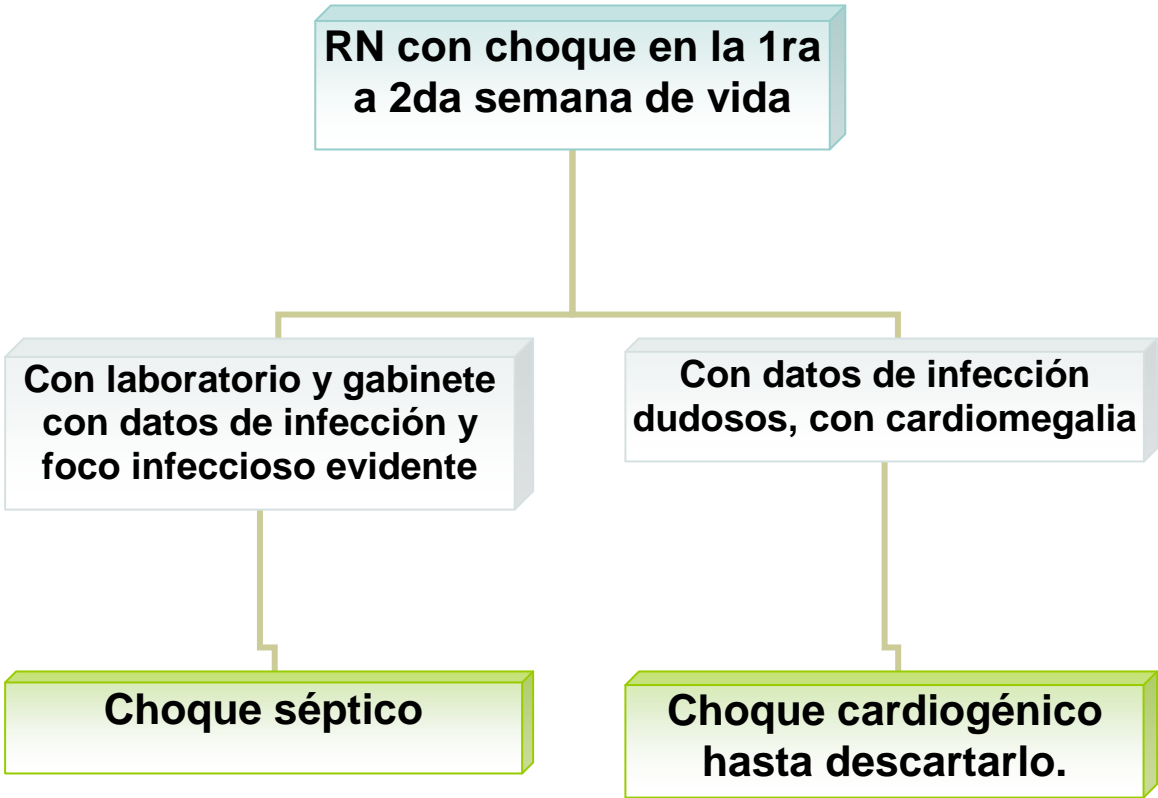 RN con choque en la 1ra
a 2da semana de vida
Con laboratorio y gabinete
con datos de infección y
foco infeccioso evidente
Con datos de infección
dudosos, con cardiomegalia
Choque séptico
Choque cardiogénico
hasta descartarlo.